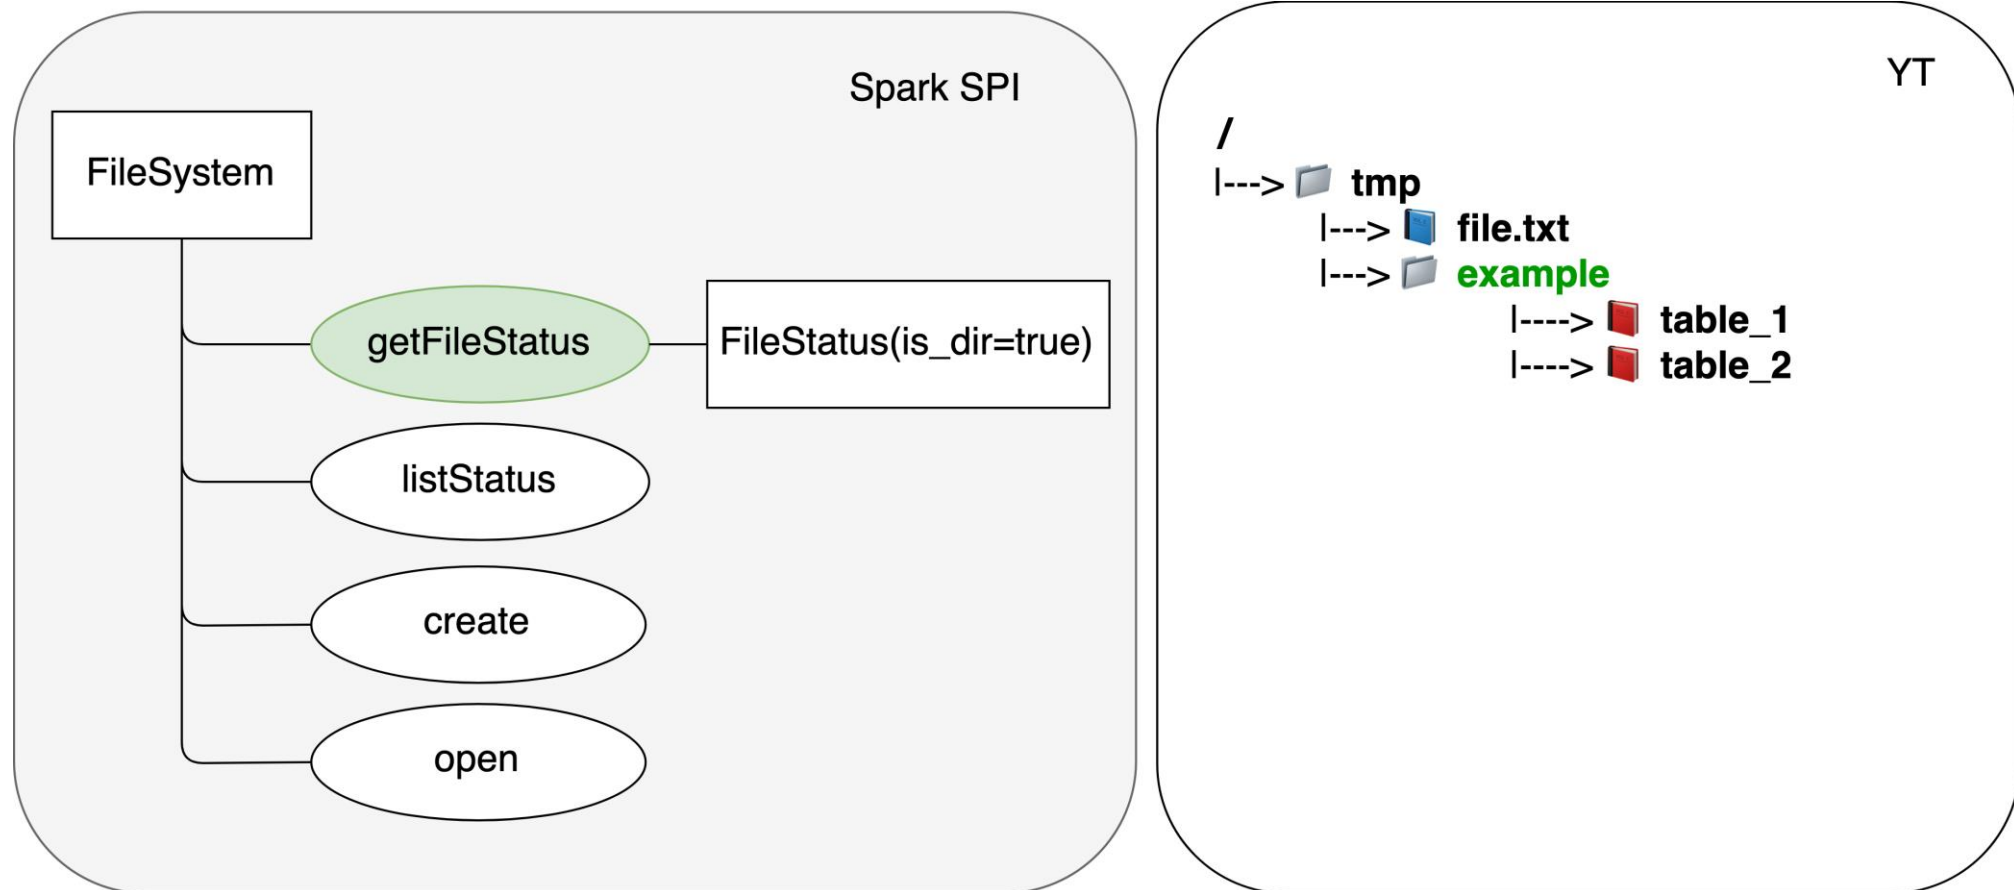 Spark SPI
FileSystem
getFileStatus
FileStatus(is_dir=true)
listStatus
create
open
YT
/
|---> tmp
|---> file.txt
|---> example
|----> table_1
|----> table_2